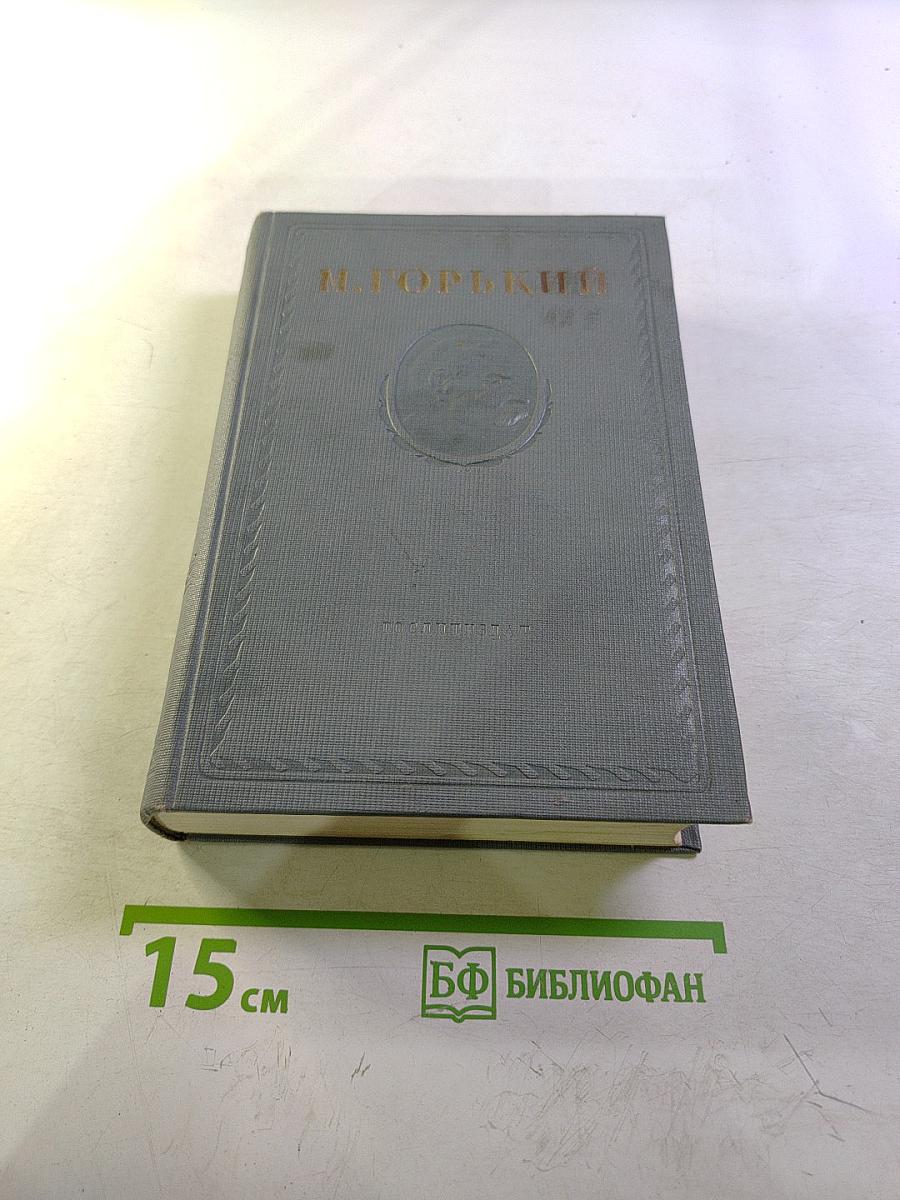 М.ГОРЬКИЙ
ГОСЛИТИЗДАТ
15 см
БФ БИБЛИОФАН